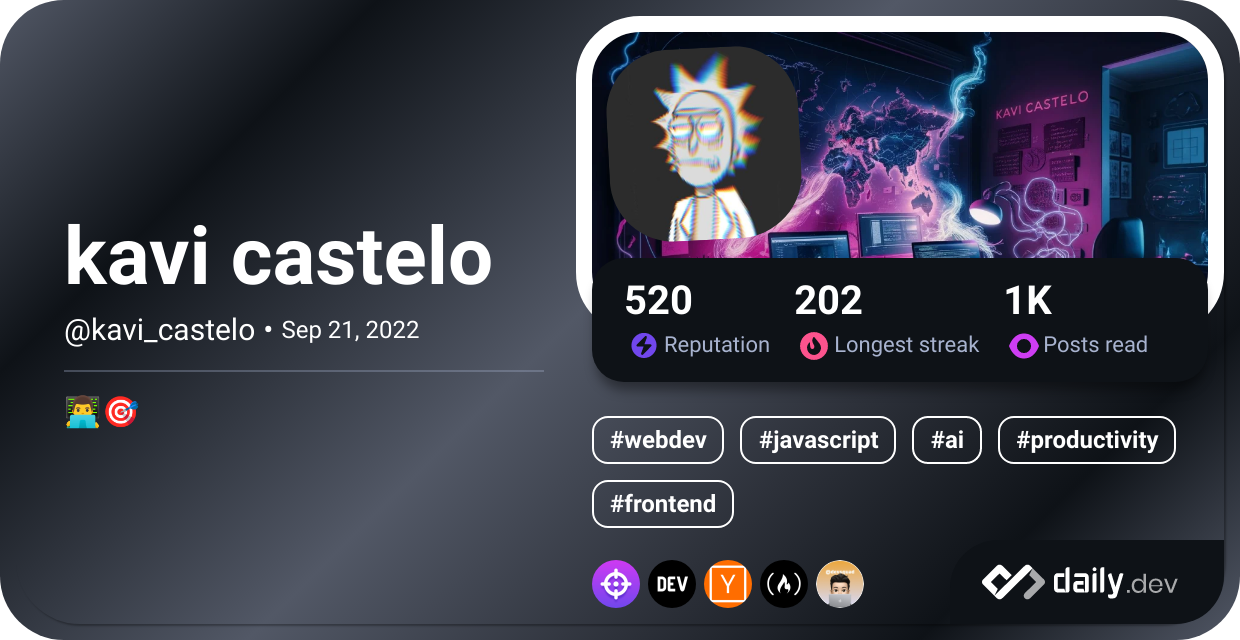 kavi castelo
@kavi_castelo • Sep 21, 2022
KAVI CASTELO
520
Reputation
202
Longest streak
1K
Posts read
#webdev
#javascript
#ai
#productivity
#frontend
DEV
Y
daily.dev